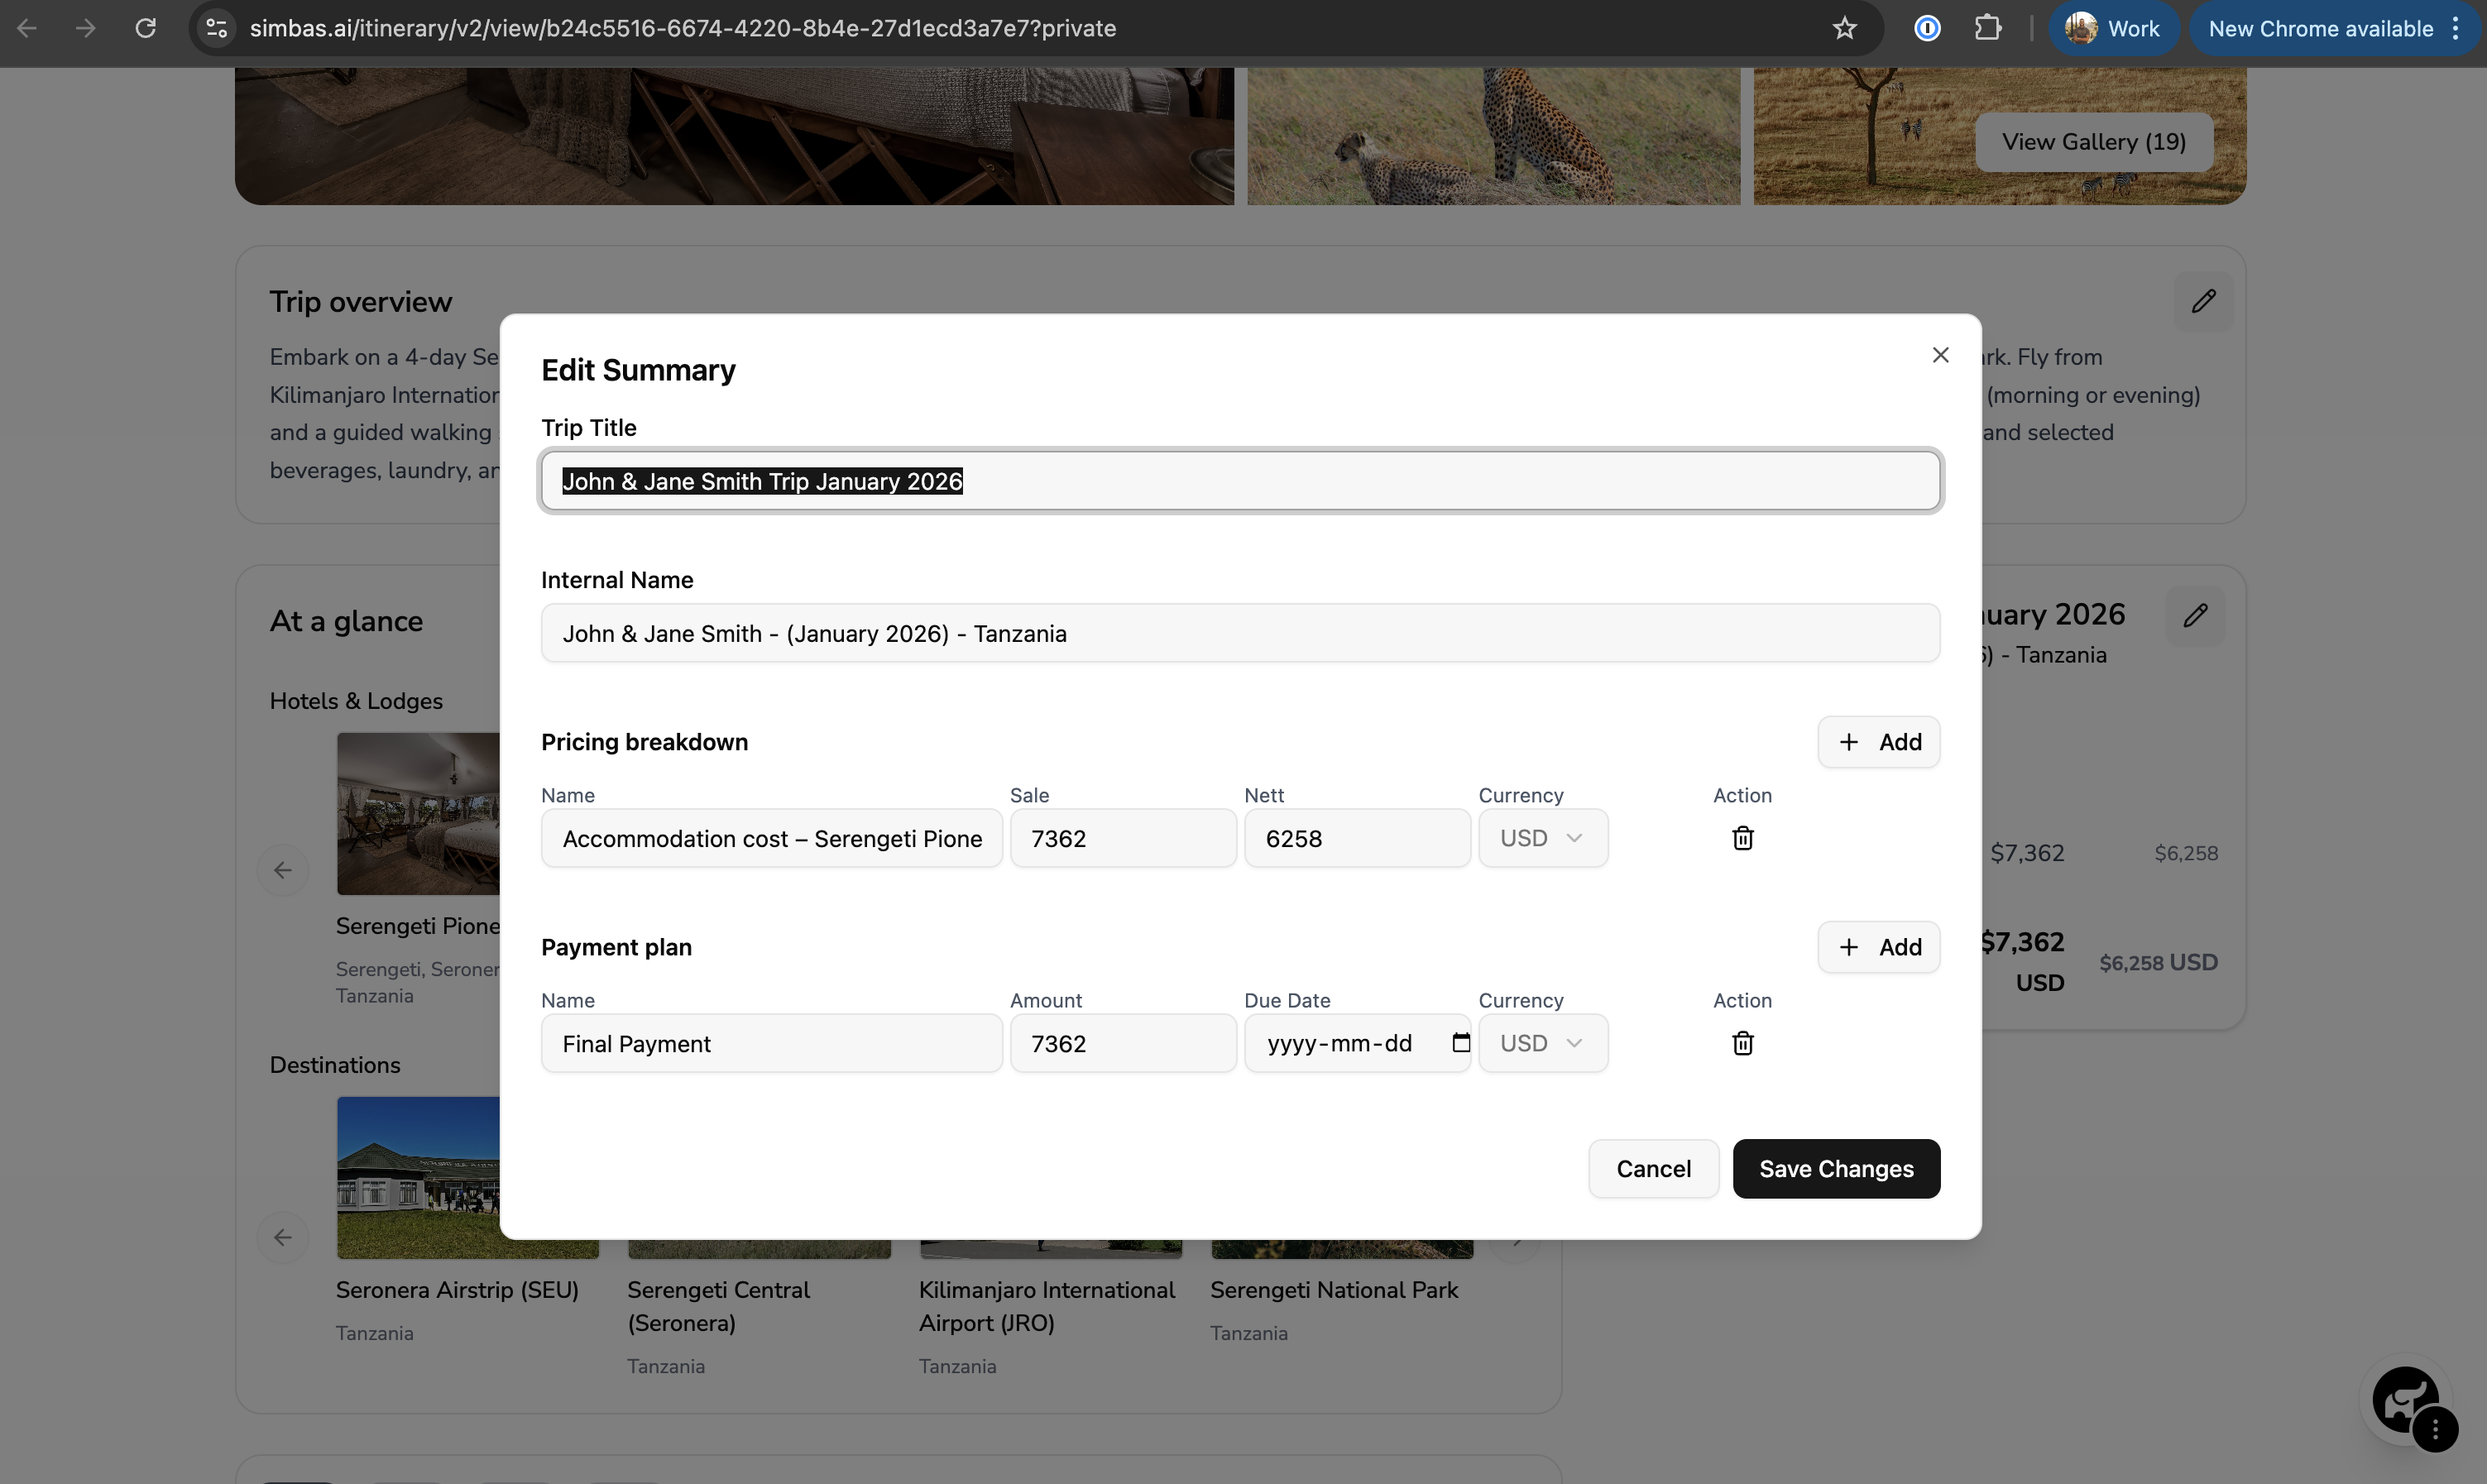 simbas.ai/itinerary/v2/view/b24c5516-6674-4220-8b4e-27d1ecd3a7e7?private
Work
New Chrome available
View Gallery (19)
Trip overview
Embark on a 4-day Se
rk. Fly from
Kilimanjaro Internation
(morning or evening)
and a guided walking
and selected
beverages, laundry, an
Edit Summary
Trip Title
John & Jane Smith Trip January 2026
Internal Name
John & Jane Smith - (January 2026) - Tanzania
Pricing breakdown
+ Add
Name Sale Nett Currency Action
Accommodation cost – Serengeti Pione 7362 6258 USD
Payment plan
+ Add
Name Amount Due Date Currency Action
Final Payment 7362 yyyy-mm-dd USD
Cancel
Save Changes
At a glance
Hotels & Lodges
Serengeti Pione
Serengeti, Seroner
Tanzania
uary 2026
) - Tanzania
$7,362 $6,258
$7,362 USD $6,258 USD
Destinations
Seronera Airstrip (SEU)
Tanzania
Serengeti Central
(Seronera)
Tanzania
Kilimanjaro International
Airport (JRO)
Tanzania
Serengeti National Park
Tanzania